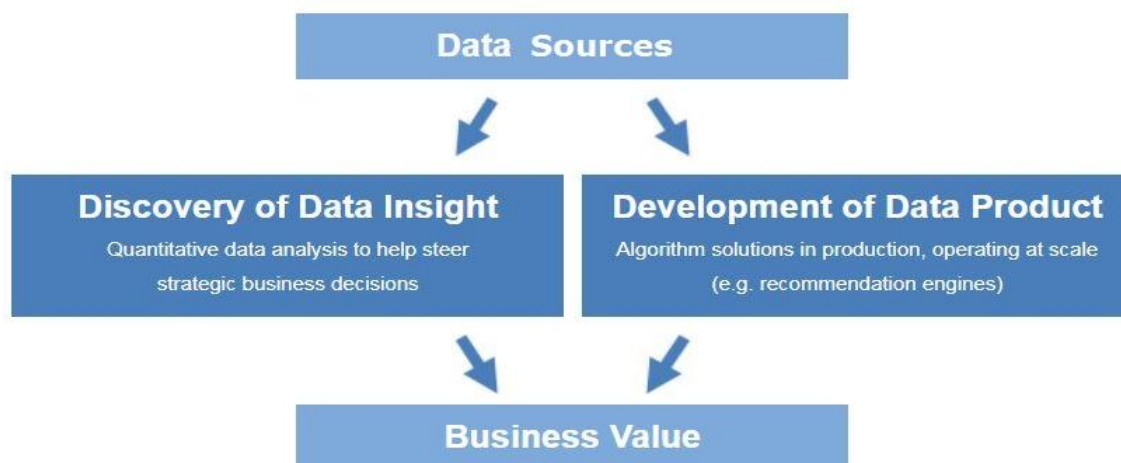 Data Sources
Discovery of Data Insight
Quantitative data analysis to help steer
strategic business decisions
Development of Data Product
Algorithm solutions in production, operating at scale
(e.g. recommendation engines)
Business Value